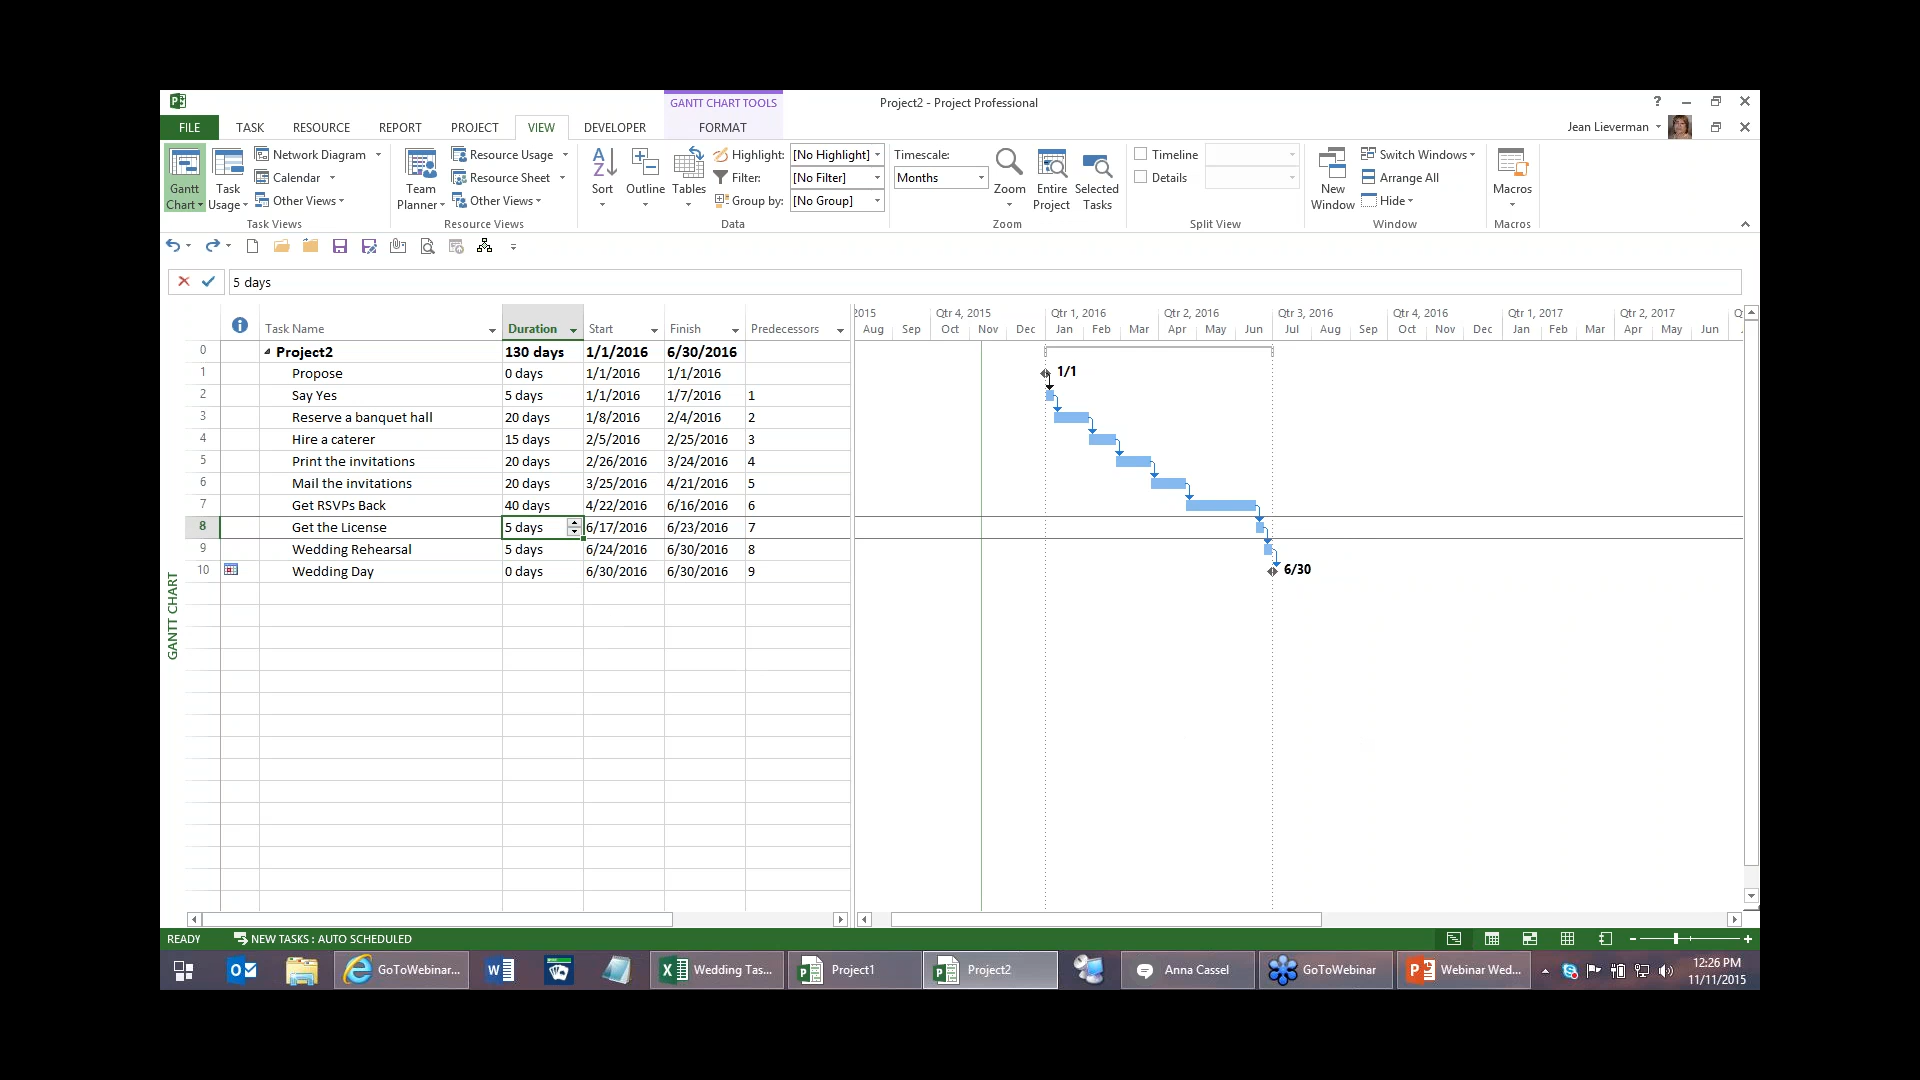 GANTT CHART TOOLS
Project2 - Project Professional
?
FILE TASK RESOURCE REPORT PROJECT VIEW DEVELOPER FORMAT
Jean Lieverman
Gantt Chart
Task Usage
Network Diagram
Calendar
Other Views
Task Views
Team Planner
Resource Usage
Resource Sheet
Other Views
Resource Views
Sort
Outline
Tables
Highlight: [No Highlight]
Filter: [No Filter]
Group by: [No Group]
Data
Timescale:
Months
Zoom
Entire Project
Selected Tasks
Zoom
Timeline
Details
Split View
New Window
Switch Windows
Arrange All
Hide
Window
Macros
Macros
5 days
Task Name Duration Start Finish Predecessors
2015 Qtr 4, 2015 Qtr 1, 2016 Qtr 2, 2016 Qtr 3, 2016 Qtr 4, 2016 Qtr 1, 2017 Qtr 2, 2017 Q
Aug Sep Oct Nov Dec Jan Feb Mar Apr May Jun Jul Aug Sep Oct Nov Dec Jan Feb Mar Apr May Jun
0 Project2 130 days 1/1/2016 6/30/2016
1 Propose 0 days 1/1/2016 1/1/2016 1/1
2 Say Yes 5 days 1/1/2016 1/7/2016 1
3 Reserve a banquet hall 20 days 1/8/2016 2/4/2016 2
4 Hire a caterer 15 days 2/5/2016 2/25/2016 3
5 Print the invitations 20 days 2/26/2016 3/24/2016 4
6 Mail the invitations 20 days 3/25/2016 4/21/2016 5
7 Get RSVPs Back 40 days 4/22/2016 6/16/2016 6
8 Get the License 5 days 6/17/2016 6/23/2016 7
9 Wedding Rehearsal 5 days 6/24/2016 6/30/2016 8
10 Wedding Day 0 days 6/30/2016 6/30/2016 9 6/30
GANTT CHART
READY NEW TASKS : AUTO SCHEDULED
GoToWebinar... Wedding Tas... Project1 Project2 Anna Cassel GoToWebinar Webinar Wed...
12:26 PM
11/11/2015